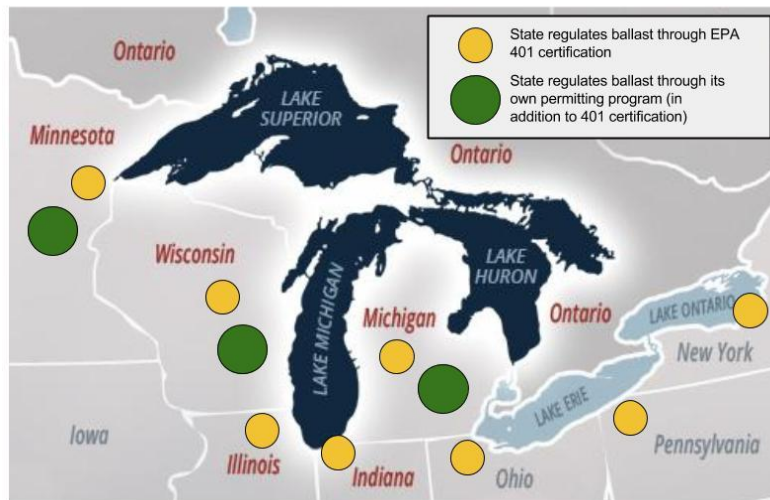 State regulates ballast through EPA
401 certification
State regulates ballast through its
own permitting program (in
addition to 401 certification)
Ontario
LAKE
SUPERIOR
Minnesota
Ontario
Wisconsin
LAKE MICHIGAN
LAKE
HURON
Michigan
Ontario
LAKE ONTARIO
New York
LAKE ERIE
Iowa
Illinois
Indiana
Ohio
Pennsylvania